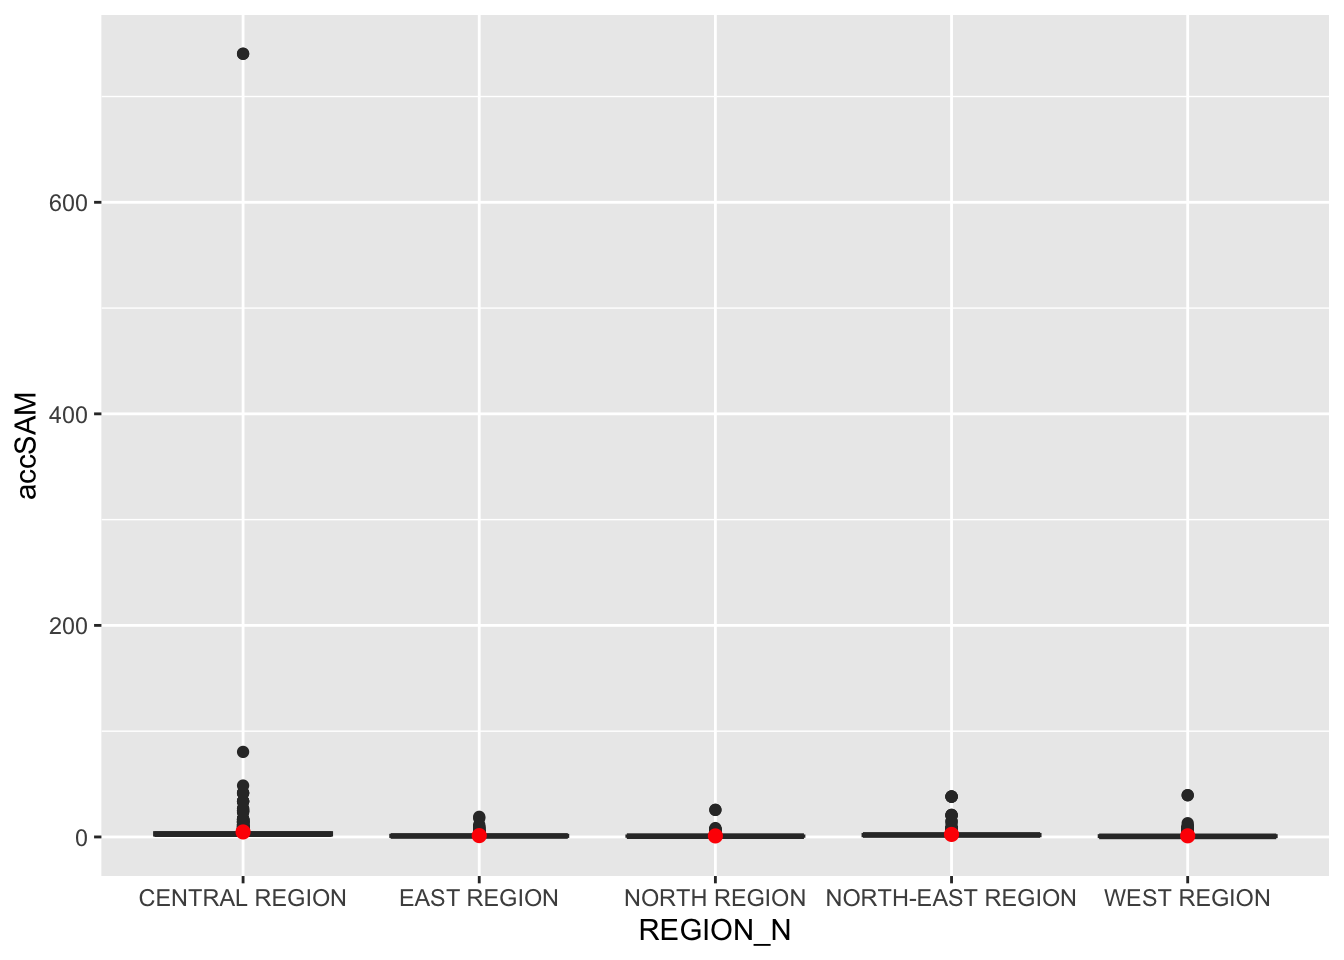 600
400
200
0
accSAM
CENTRAL REGION EAST REGION NORTH REGION NORTH-EAST REGION WEST REGION
REGION_N